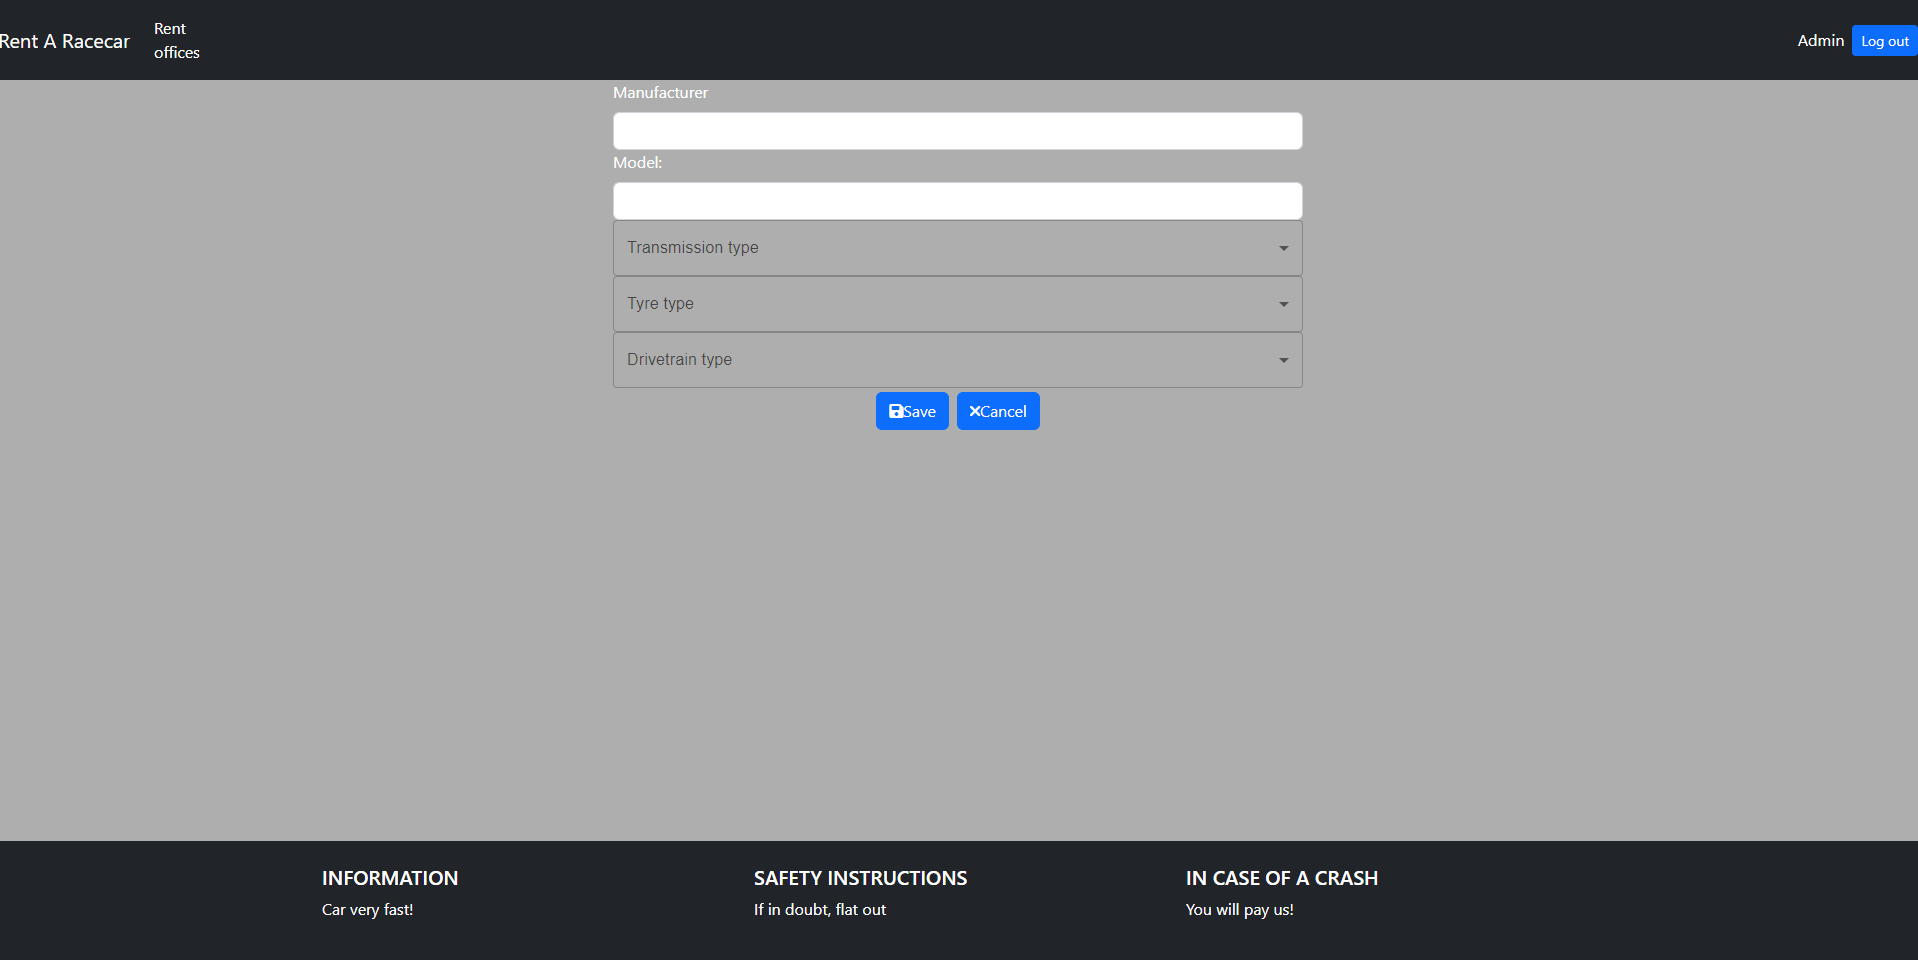 Rent A Racecar
Rent
offices
Admin
Log out
Manufacturer
Model:
Transmission type
Tyre type
Drivetrain type
Save
Cancel
INFORMATION
Car very fast!
SAFETY INSTRUCTIONS
If in doubt, flat out
IN CASE OF A CRASH
You will pay us!